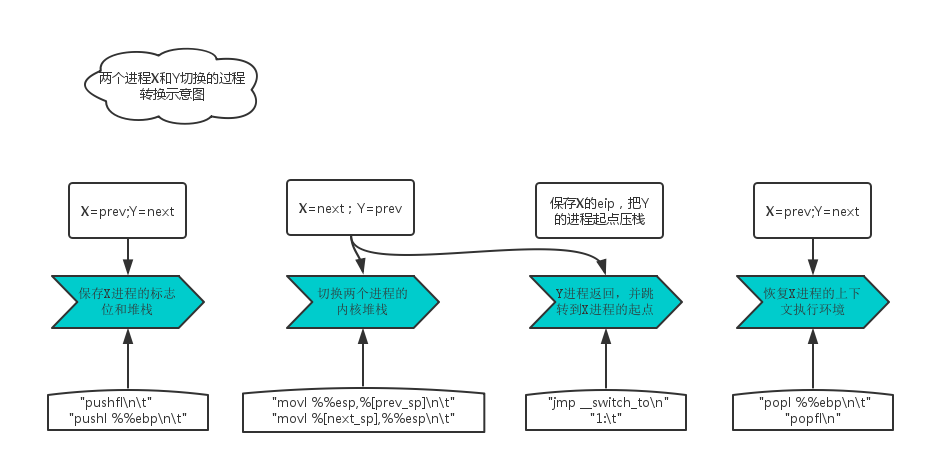 两个进程X和Y切换的过程
转换示意图
X=prev;Y=next
X=next；Y=prev
保存X的eip，把Y
的进程起点压栈
X=prev;Y=next
保存X进程的标志
位和堆栈
切换两个进程的
内核堆栈
Y进程返回，并跳
转到X进程的起点
恢复X进程的上下
文执行环境
"pushfl\n\t"
"pushl %%ebp\n\t"
"movl %%esp,%[prev_sp]\n\t"
"movl %[next_sp],%%esp\n\t"
"jmp __switch_to\n"
"1:\t"
"popl %%ebp\n\t"
"popfl\n"